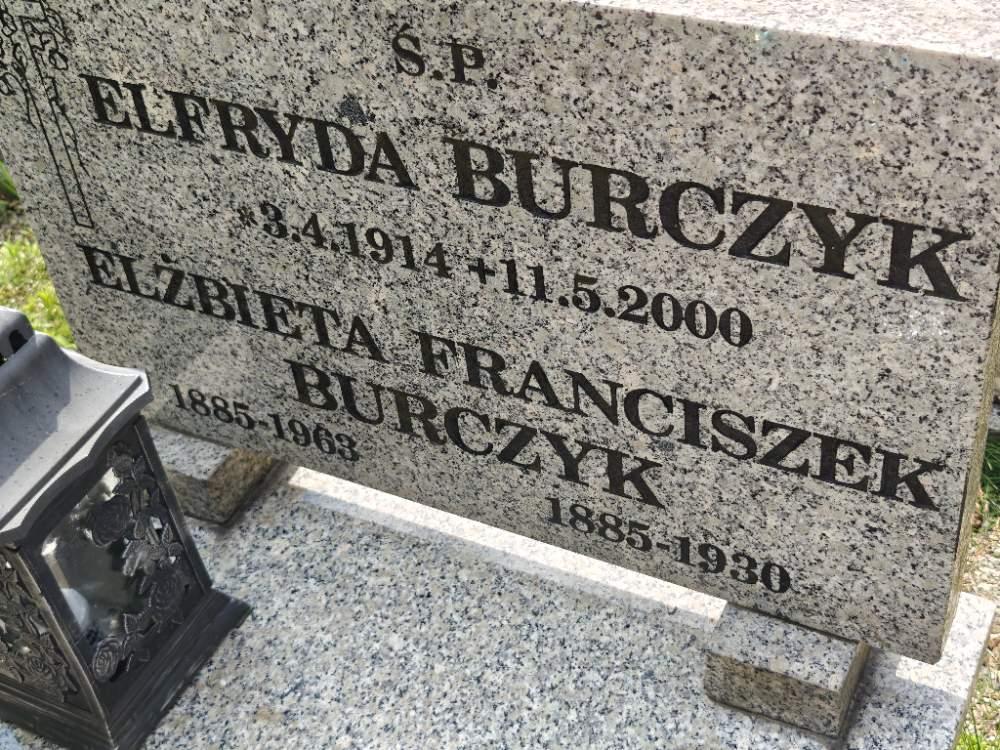 Ś.P.
ELFRYDA BURCZYK
*3.4.1914 +11.5.2000
ELŻBIETA FRANCISZEK
BURCZYK
1885-1963 1885-1930